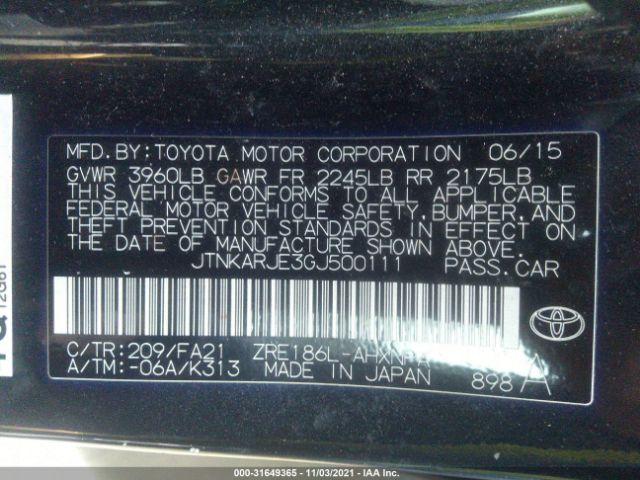 MFD.BY:TOYOTA MOTOR CORPORATION 06/15
GVWR 3960LB GAWR FR 2245LB RR 2175LB
THIS VEHICLE CONFORMS TO ALL APPLICABLE
FEDERAL MOTOR VEHICLE SAFETY,BUMPER,AND
THEFT PREVENTION STANDARDS IN EFFECT ON
THE DATE OF MANUFACTURE SHOWN ABOVE.
JTNKARJE3GJ500111 PASS.CAR
C/TR:209/FA21 ZRE186L-AHXNP
A/TM:-06A/K313 MADE IN JAPAN 898 A
12G61
000-31649365 - 11/03/2021 - IAA Inc.